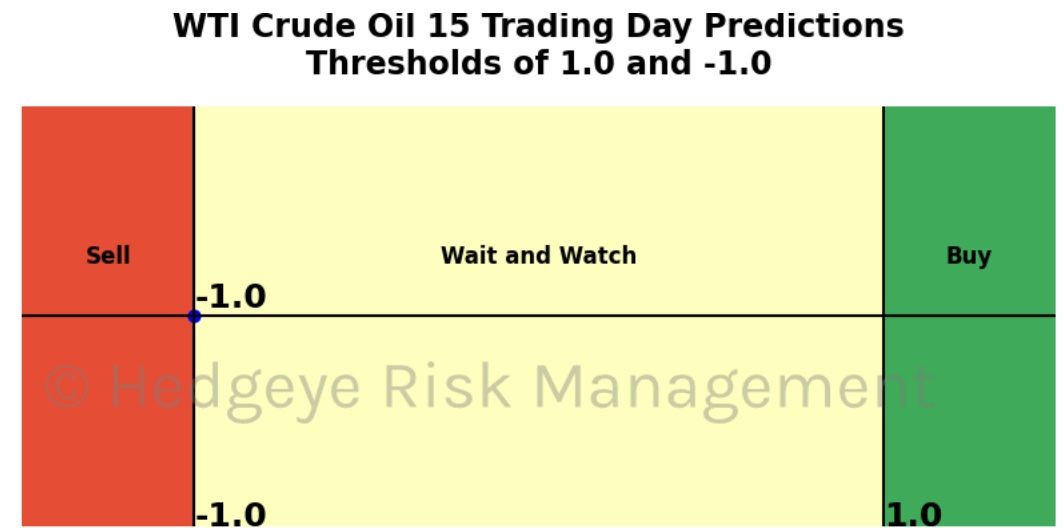 WTI Crude Oil 15 Trading Day Predictions
Thresholds of 1.0 and -1.0
Sell Wait and Watch Buy
-1.0
© Hedgeye Risk Management
-1.0 1.0